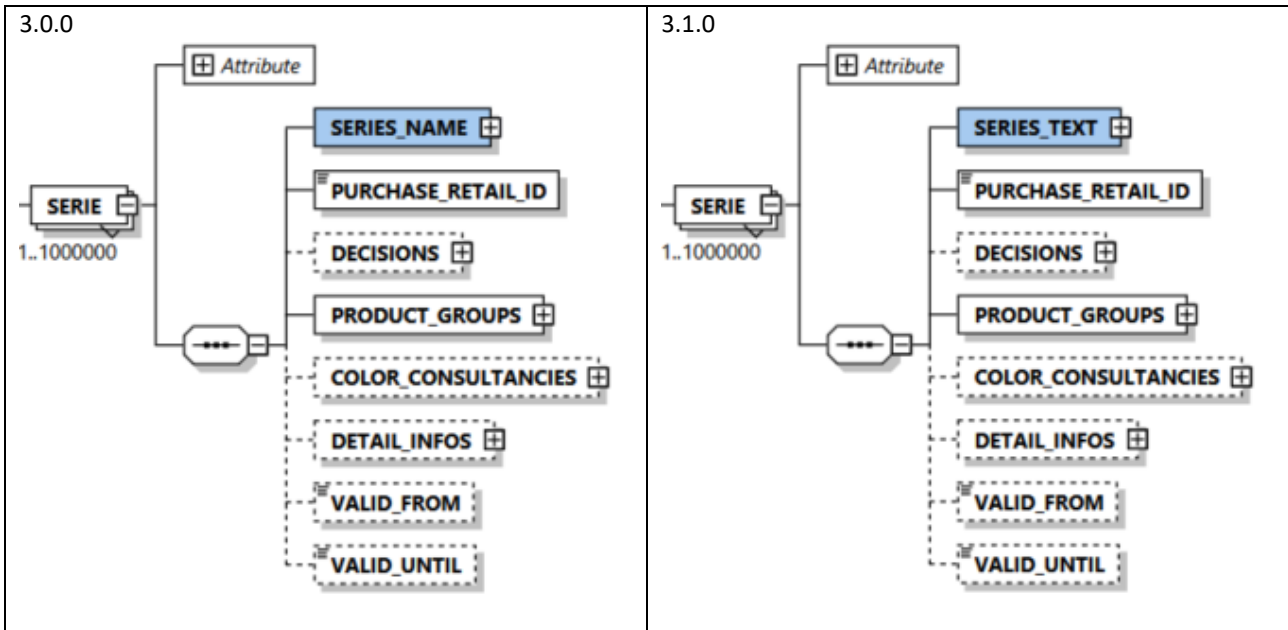 3.0.0
Attribute
SERIES_NAME
PURCHASE_RETAIL_ID
SERIE
1..1000000
DECISIONS
PRODUCT_GROUPS
COLOR_CONSULTANCIES
DETAIL_INFOS
VALID_FROM
VALID_UNTIL
3.1.0
Attribute
SERIES_TEXT
PURCHASE_RETAIL_ID
SERIE
1..1000000
DECISIONS
PRODUCT_GROUPS
COLOR_CONSULTANCIES
DETAIL_INFOS
VALID_FROM
VALID_UNTIL